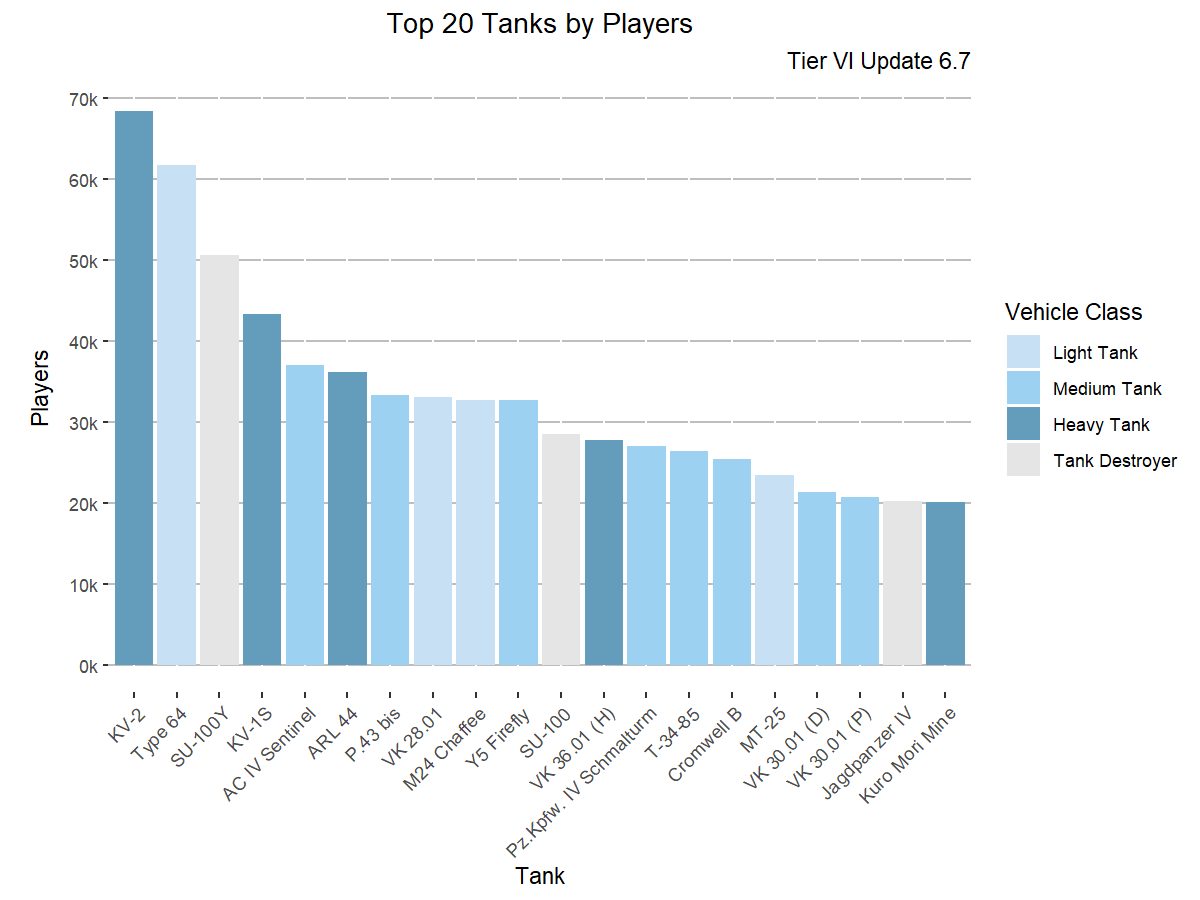 Top 20 Tanks by Players
Tier VI Update 6.7
70k
60k
50k
40k
30k
20k
10k
0k
Players
KV-2
Type 64
SU-100Y
KV-1S
AC IV Sentinel
ARL 44
P.43 bis
VK 28.01
M24 Chaffee
Y5 Firefly
SU-100
VK 36.01 (H)
Pz.Kpfw. IV Schmalturm
T-34-85
Cromwell B
MT-25
VK 30.01 (D)
VK 30.01 (P)
Jagdpanzer IV
Kuro Mori Mine
Tank
Vehicle Class
Light Tank
Medium Tank
Heavy Tank
Tank Destroyer